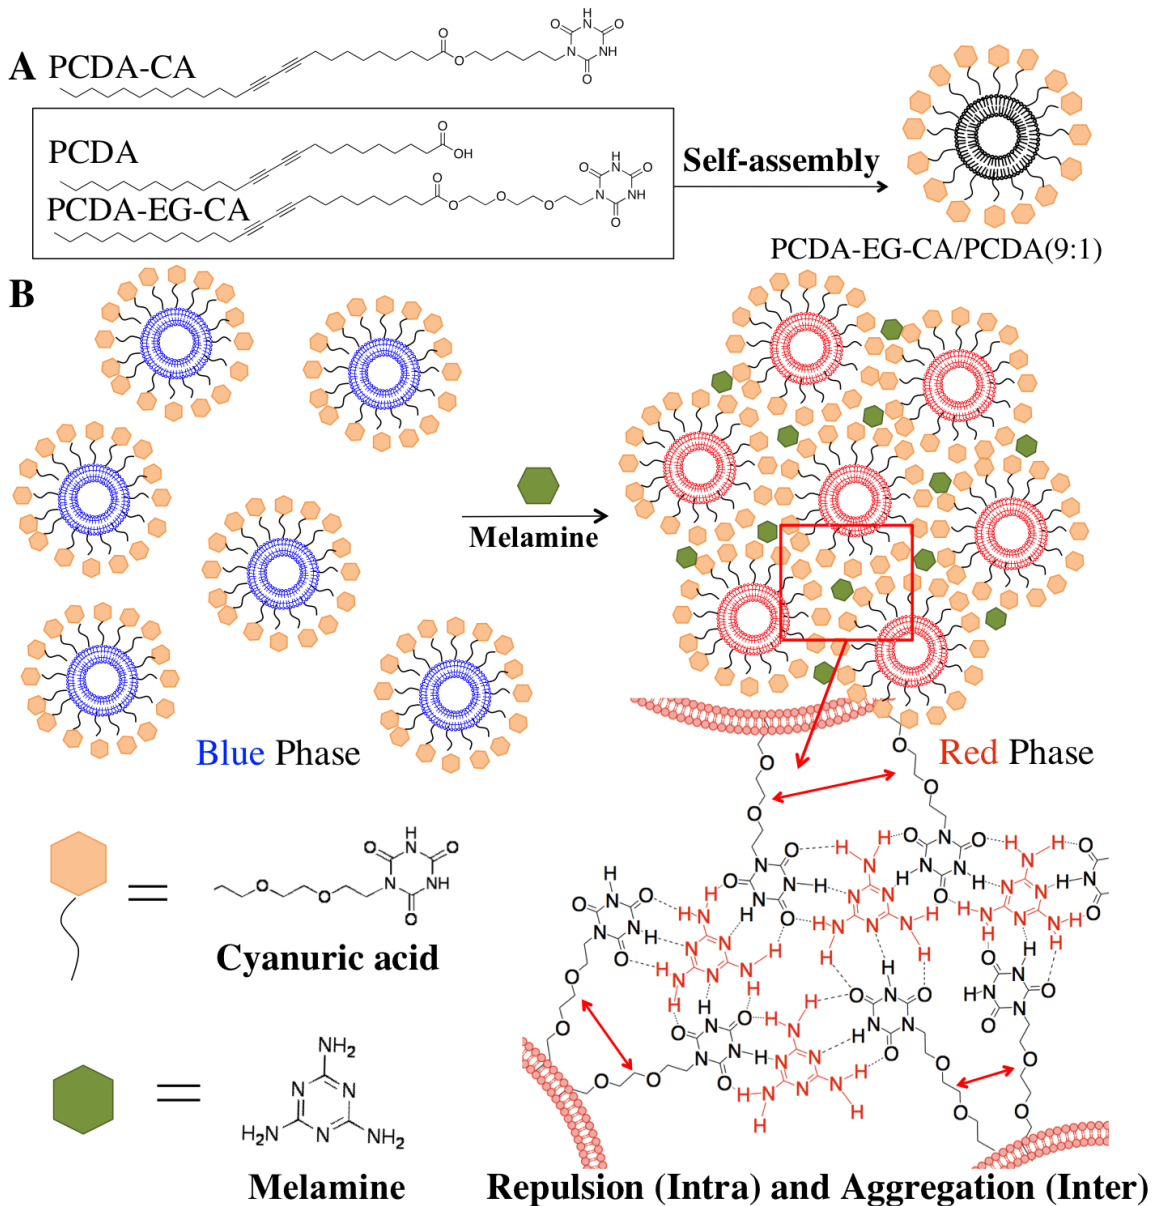 A
PCDA-CA
PCDA
PCDA-EG-CA
Self-assembly
PCDA-EG-CA/PCDA(9:1)
B
Melamine
Blue Phase
Red Phase
Cyanuric acid
Melamine
Repulsion (Intra) and Aggregation (Inter)